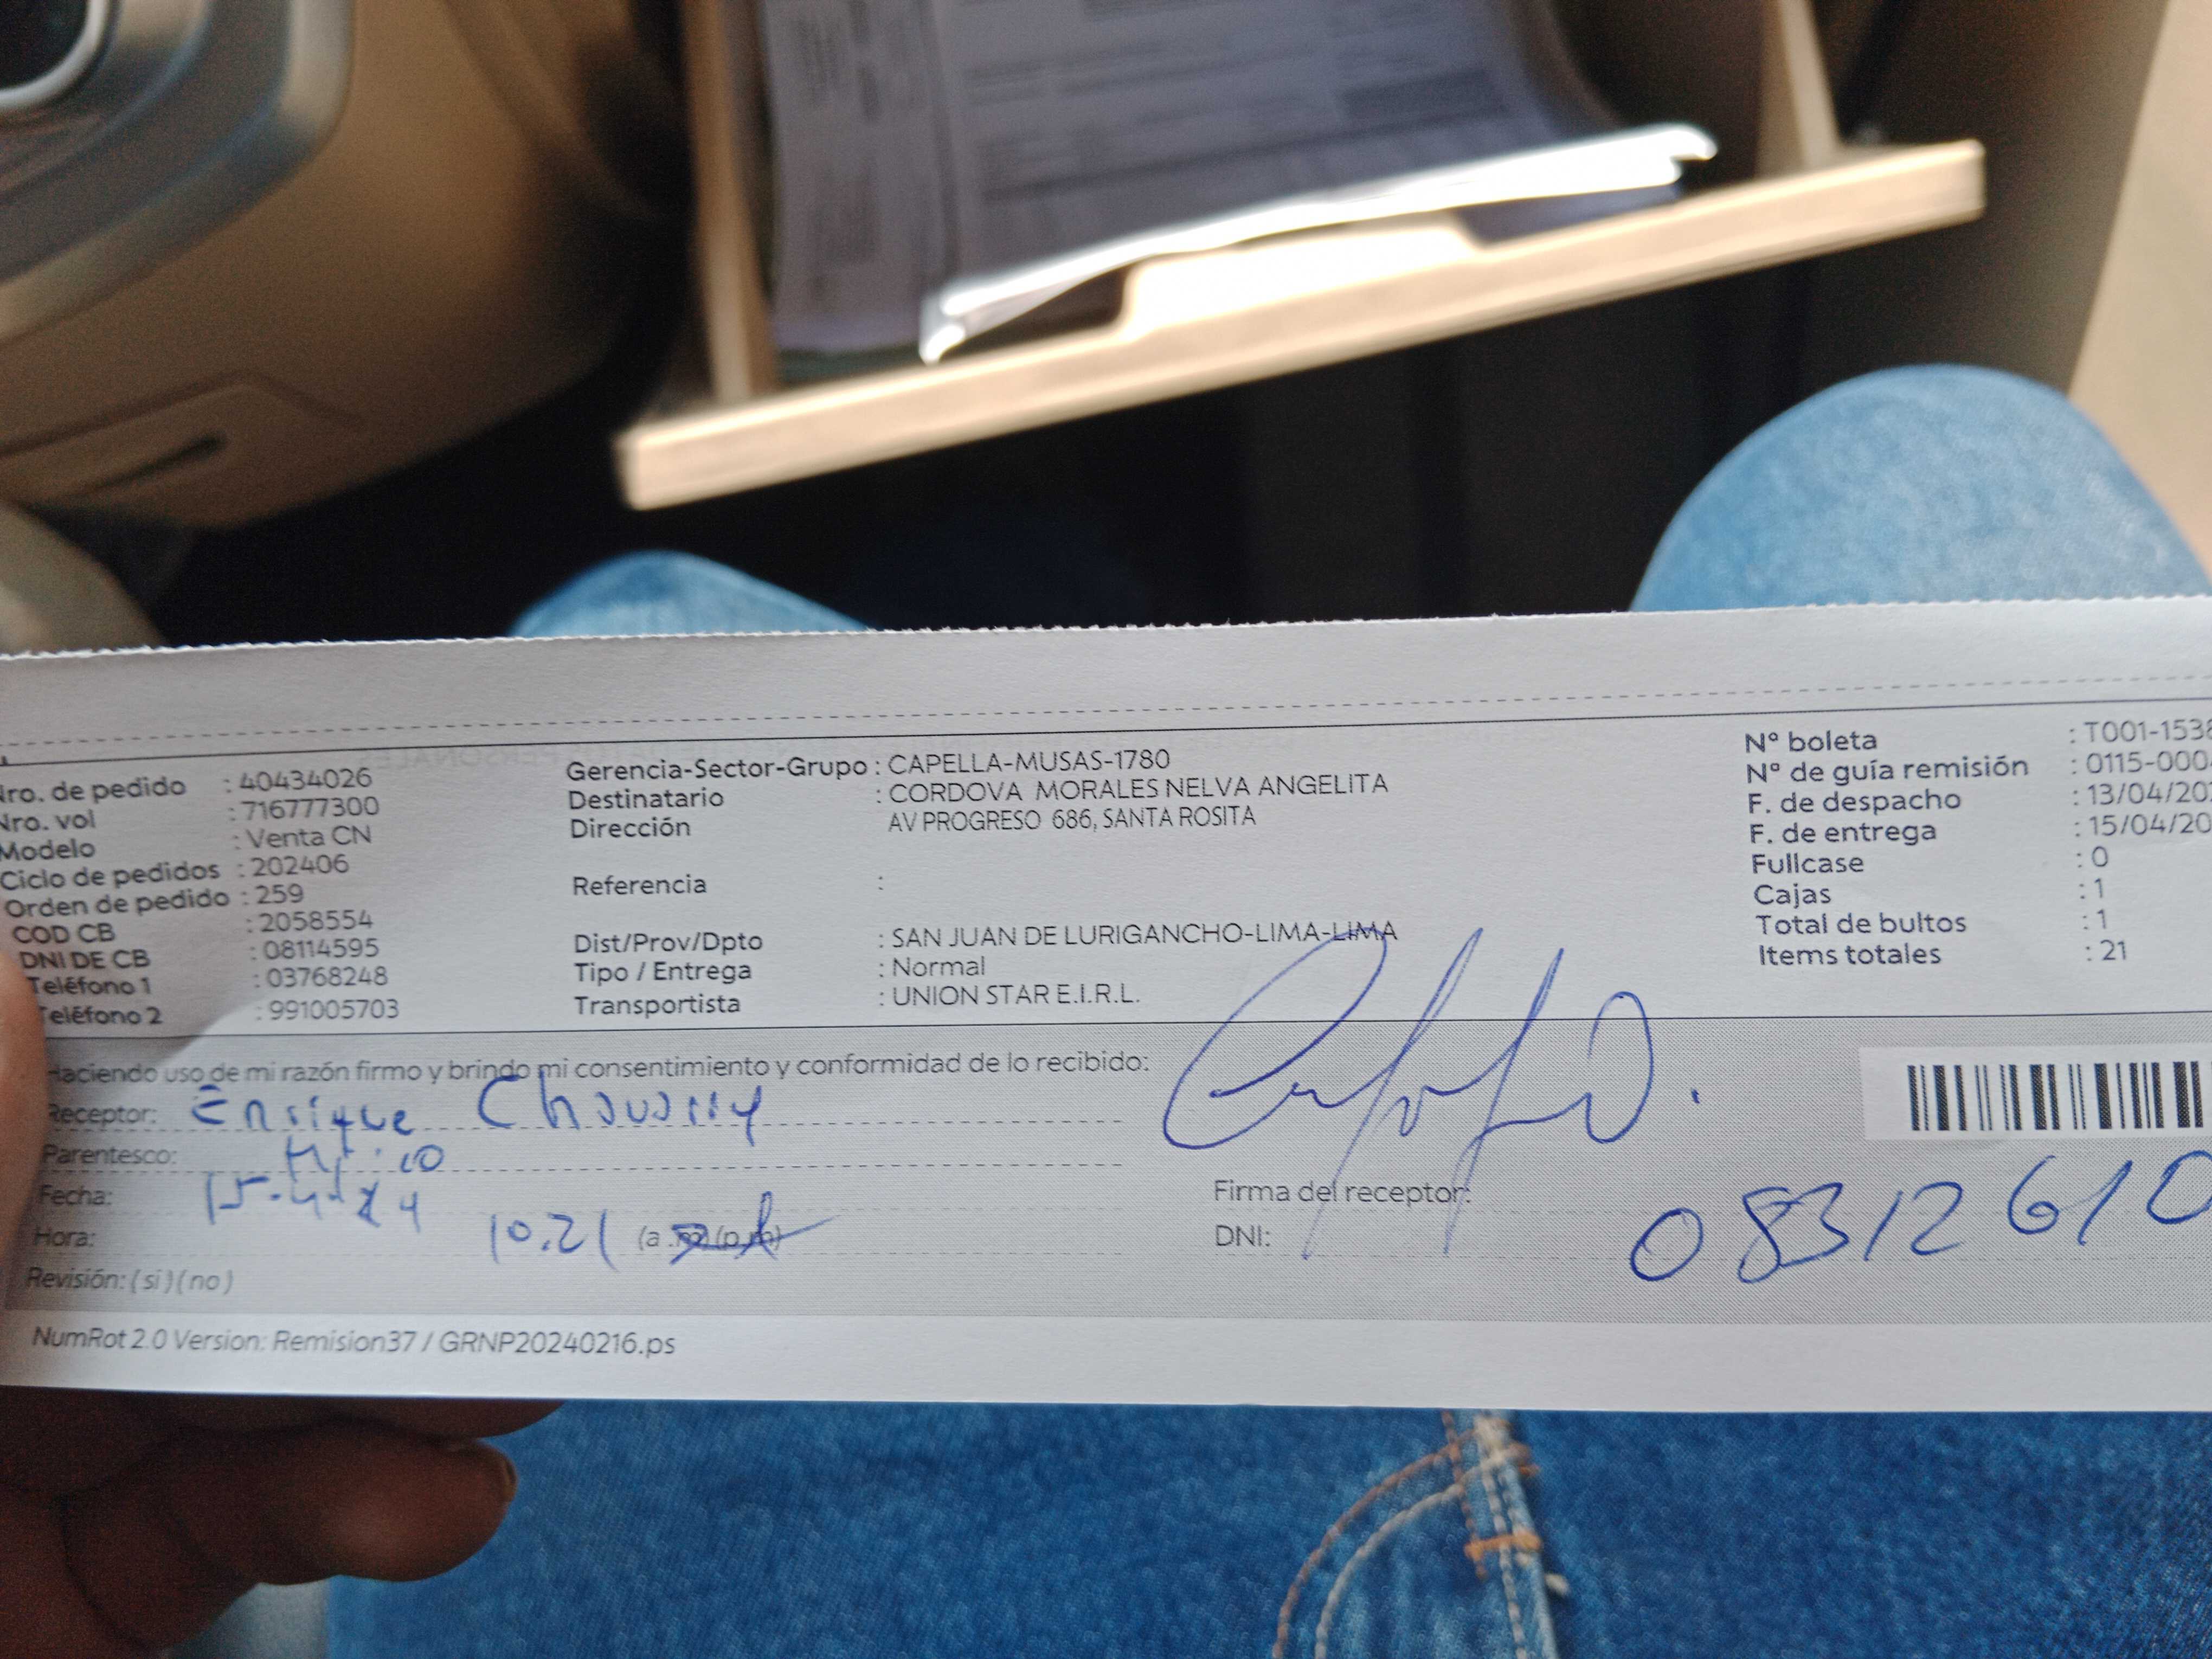 Nro. de pedido : 40434026
Nro. vol : 716777300
Modelo : Venta CN
Ciclo de pedidos : 202406
Orden de pedido : 259
COD CB : 2058554
DNI DE CB : 08114595
Teléfono 1 : 03768248
Teléfono 2 : 991005703
Gerencia-Sector-Grupo : CAPELLA-MUSAS-1780
Destinatario : CORDOVA MORALES NELVA ANGELITA
Dirección AV PROGRESO 686, SANTA ROSITA
Referencia :
Dist/Prov/Dpto : SAN JUAN DE LURIGANCHO-LIMA-LIMA
Tipo / Entrega : Normal
Transportista : UNION STAR E.I.R.L.
Nº boleta : T001-1538
Nº de guía remisión : 0115-000
F. de despacho : 13/04/20
F. de entrega : 15/04/20
Fullcase : 0
Cajas : 1
Total de bultos : 1
Items totales : 21
Haciendo uso de mi razón firmo y brindo mi consentimiento y conformidad de lo recibido:
Receptor: Enrique
Parentesco:
Fecha: 15-4-24
Hora: 10.21 (a.m) (p.m)
Revisión: (si) (no)
Firma del receptor:
DNI: 08312610
NumRot 2.0 Version: Remision37 / GRNP20240216.ps